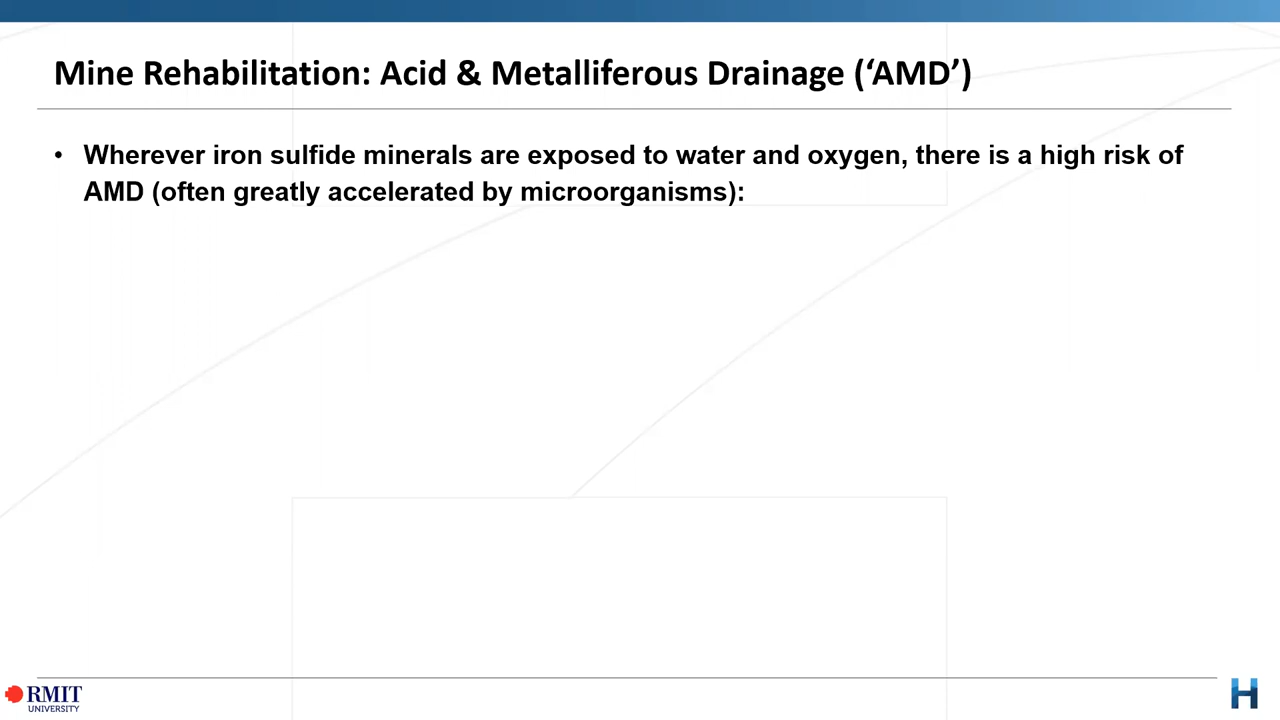 Mine Rehabilitation: Acid & Metalliferous Drainage (‘AMD’)
• Wherever iron sulfide minerals are exposed to water and oxygen, there is a high risk of
AMD (often greatly accelerated by microorganisms):
RMIT
UNIVERSITY
H